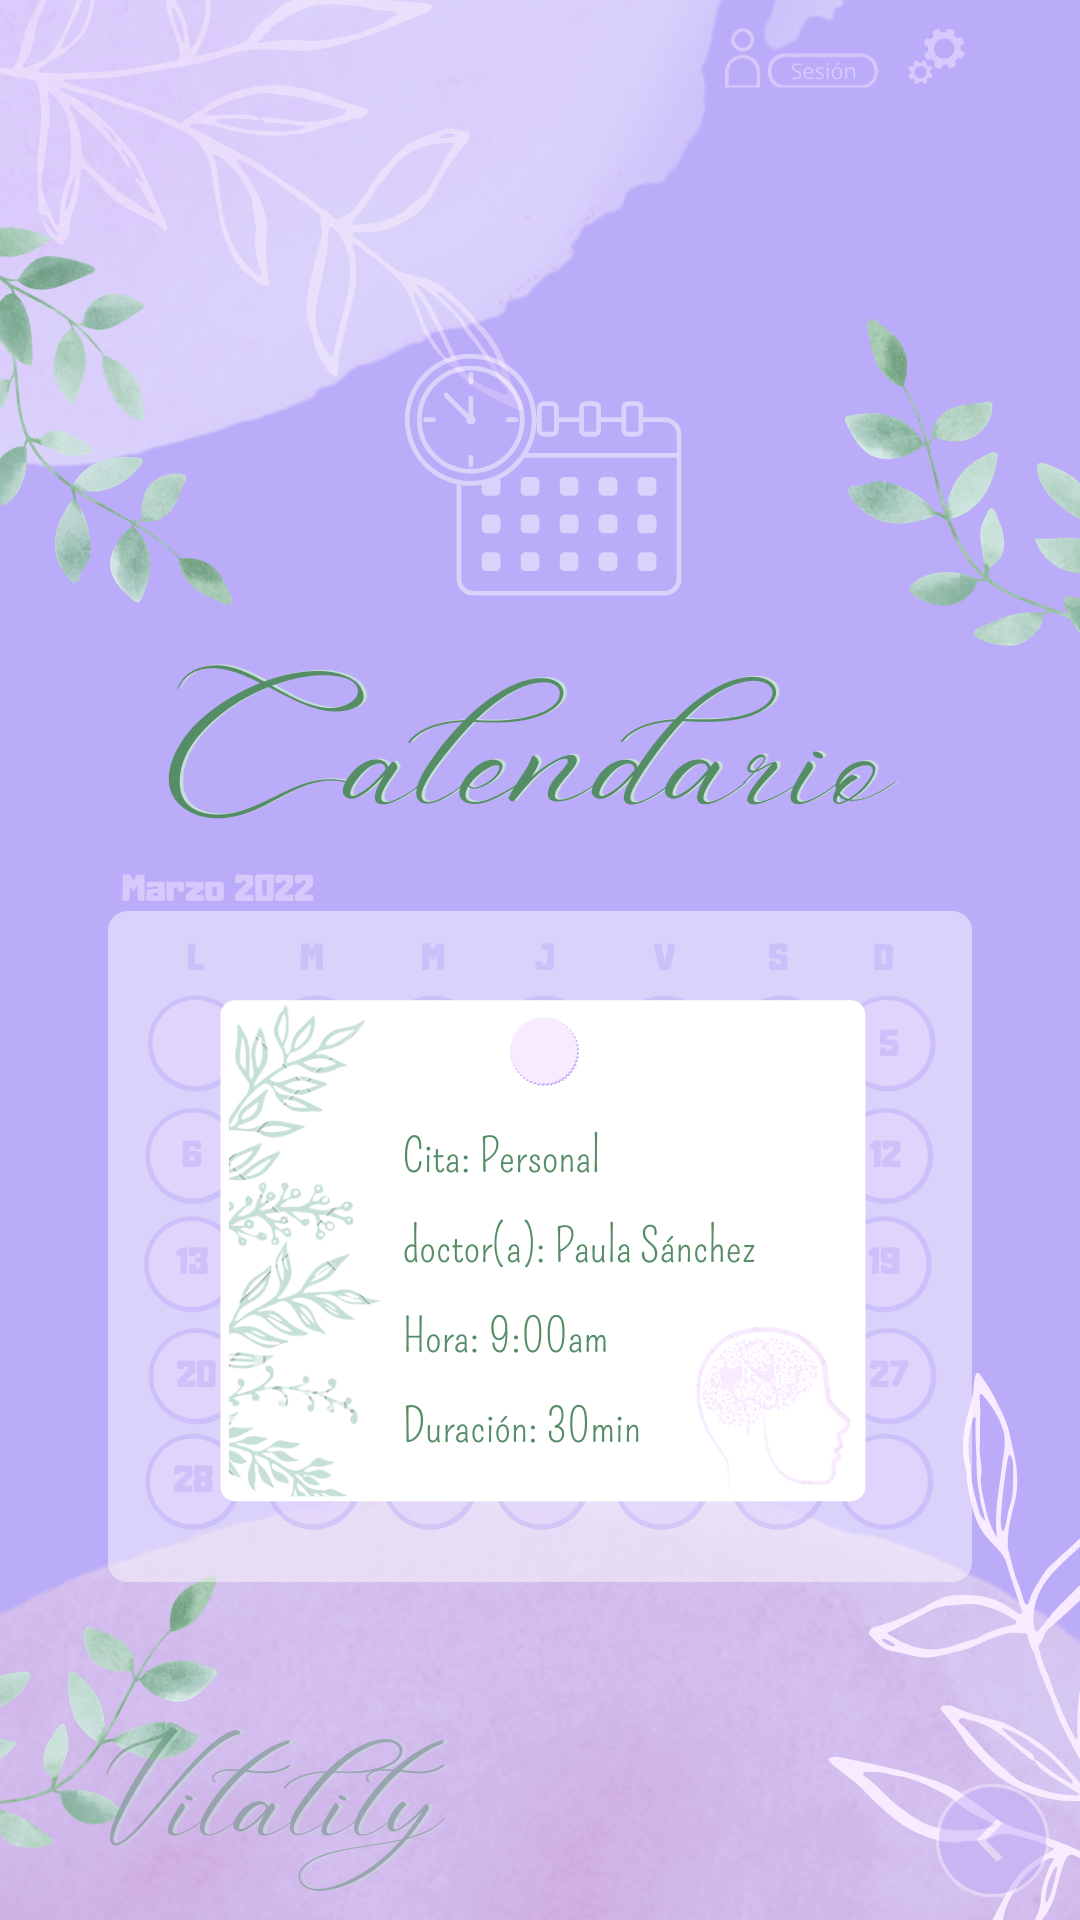 Sesión
Calendario
Marzo 2022
L M M J V S D
5
Cita: Personal
6 12
doctor(a): Paula Sánchez
13 19
Hora: 9:00am
20 27
Duración: 30min
28
Vitality